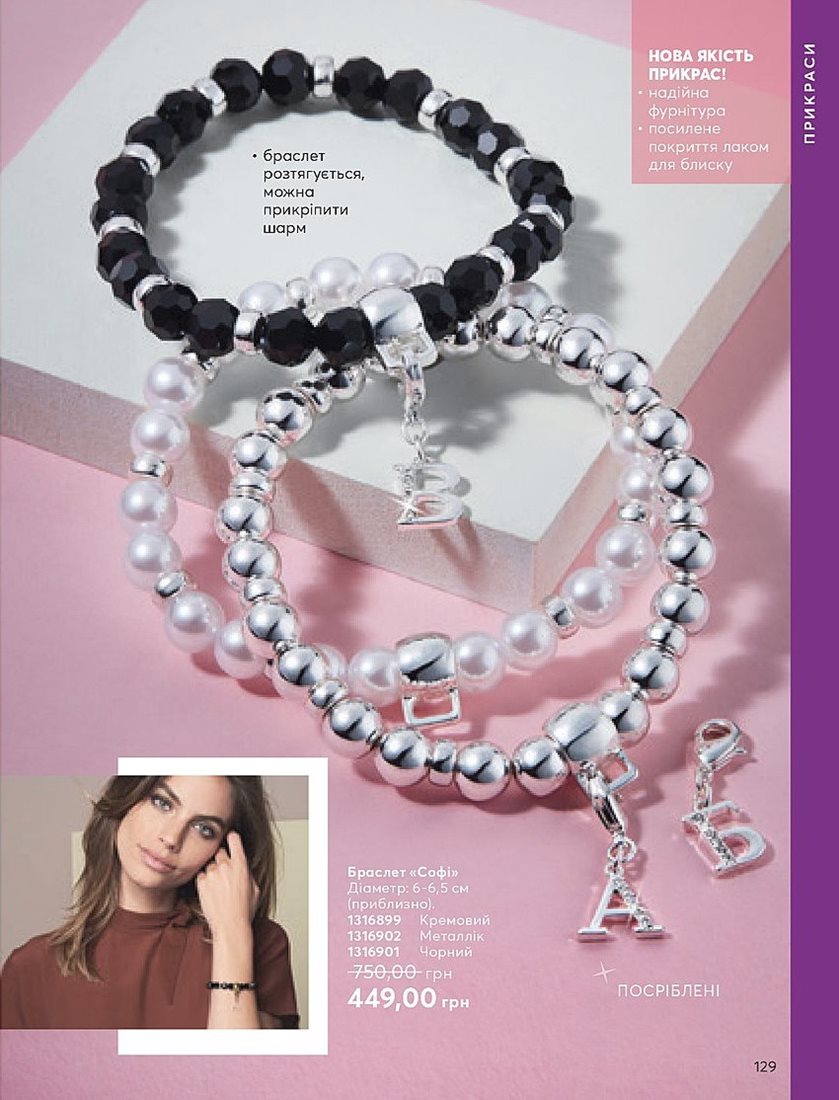 ПРИКРАСИ
НОВА ЯКІСТЬ
ПРИКРАС!
• надійна
фурнітура
• посилене
покриття лаком
для блиску
• браслет
розтягується,
можна
прикріпити
шарм
В
А
Б
Браслет «Софі»
Діаметр: 6-6,5 см
(приблизно).
1316899 Кремовий
1316902 Металлік
1316901 Чорний
750,00 грн
449,00 грн
ПОСРІБЛЕНІ
129